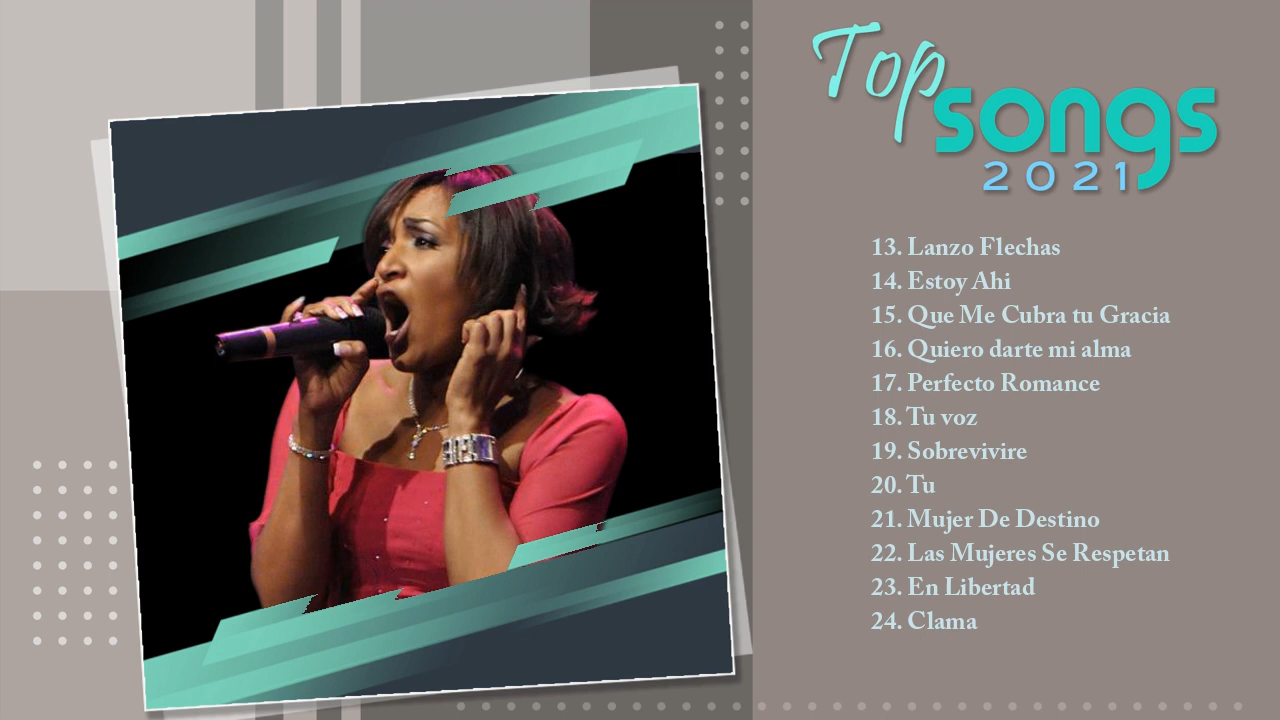 Top
songs
2021
13. Lanzo Flechas
14. Estoy Ahi
15. Que Me Cubra tu Gracia
16. Quiero darte mi alma
17. Perfecto Romance
18. Tu voz
19. Sobrevivire
20. Tu
21. Mujer De Destino
22. Las Mujeres Se Respetan
23. En Libertad
24. Clama